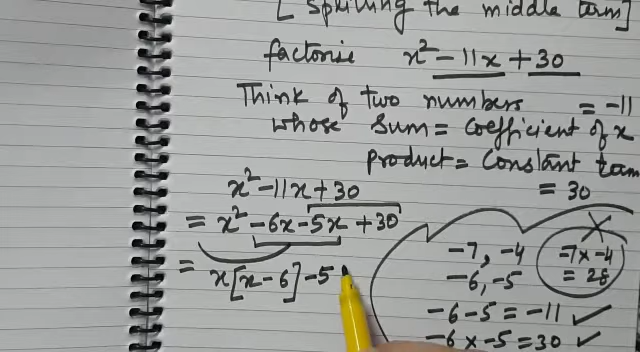 [Splitting the middle term]
factorise x² - 11x + 30
Think of two numbers = -11
whose Sum = Coefficient of x
product = Constant term
= 30
x² - 11x + 30
= x² - 6x - 5x + 30
= x[x - 6] - 5
-7, -4
-6, -5
-7 x -4
= 28
-6 - 5 = -11 ✓
-6 x -5 = 30 ✓